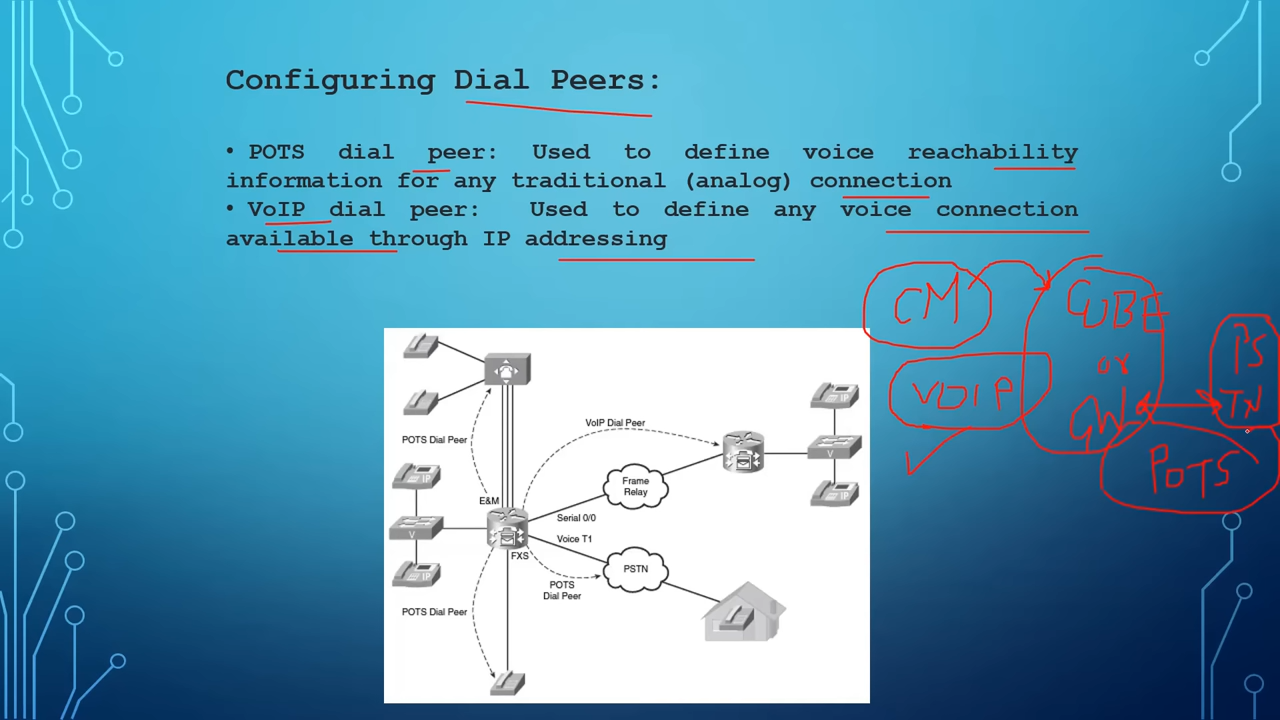 Configuring Dial Peers:
• POTS dial peer: Used to define voice reachability
information for any traditional (analog) connection
• VoIP dial peer: Used to define any voice connection
available through IP addressing
CM
CUBE
or
GW
PS
TN
VOIP
POTS
POTS Dial Peer
VoIP Dial Peer
IP
IP
V
E&M
Frame
Relay
V
Serial 0/0
Voice T1
IP
FXS
PSTN
IP
POTS
Dial Peer
POTS Dial Peer